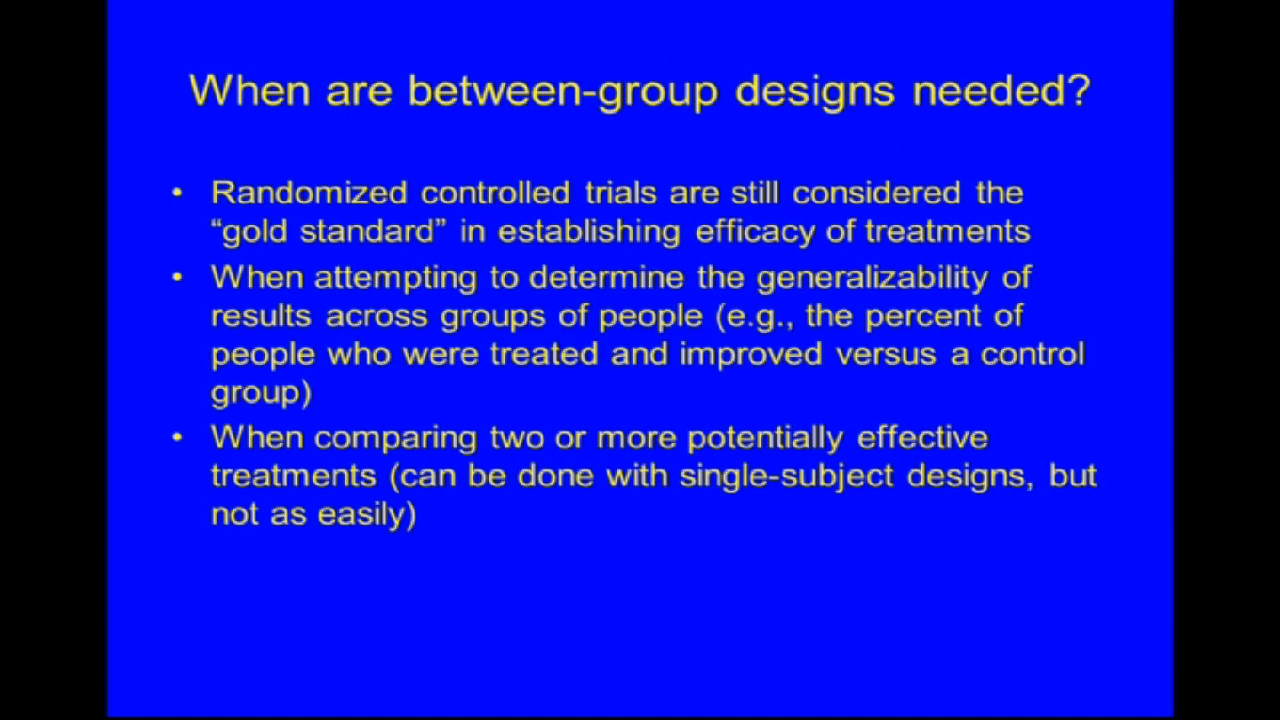 When are between-group designs needed?
• Randomized controlled trials are still considered the
“gold standard” in establishing efficacy of treatments
• When attempting to determine the generalizability of
results across groups of people (e.g., the percent of
people who were treated and improved versus a control
group)
• When comparing two or more potentially effective
treatments (can be done with single-subject designs, but
not as easily)